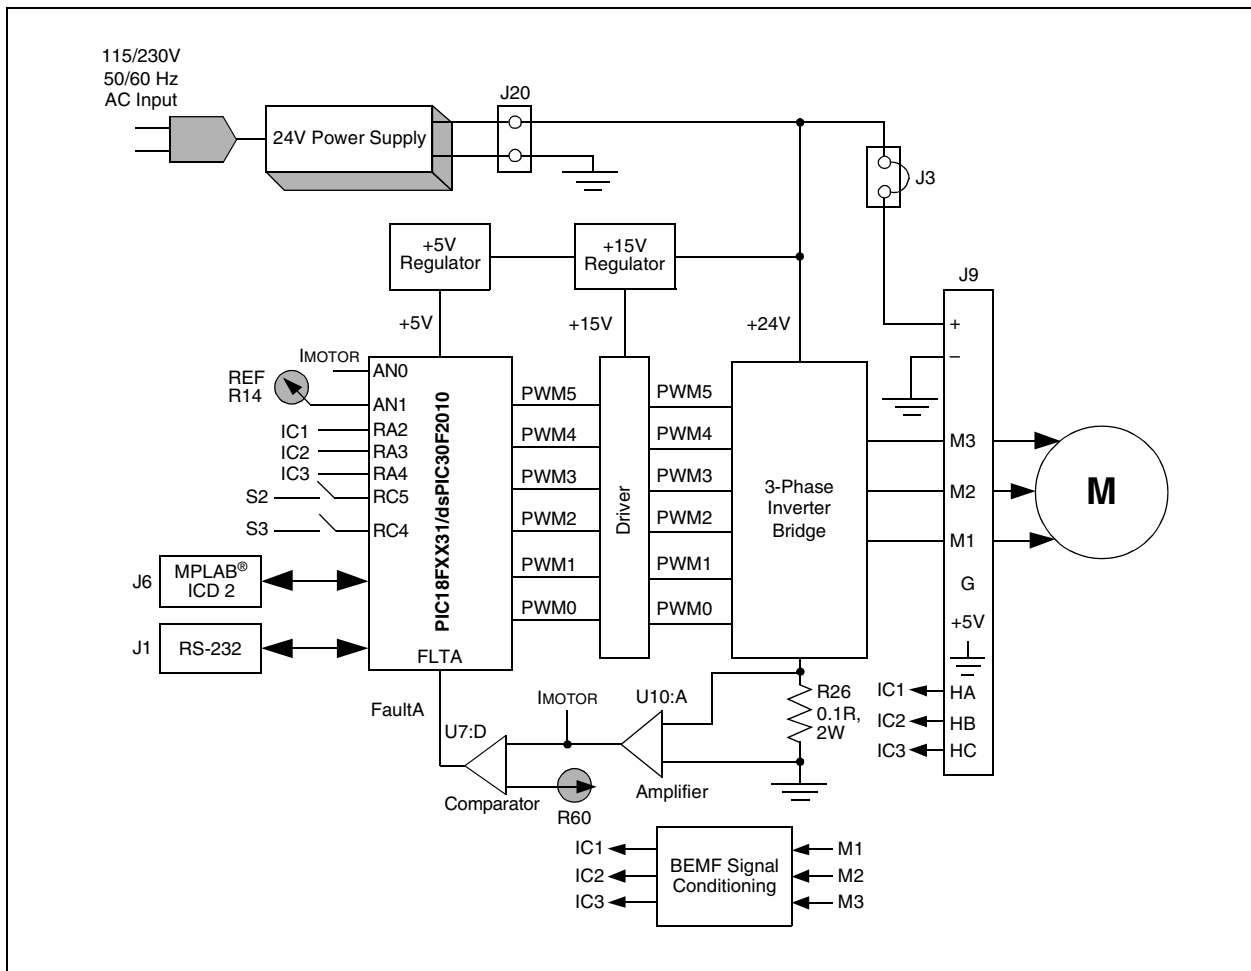 115/230V
50/60 Hz
AC Input
24V Power Supply
J20
J3
+5V
Regulator
+15V
Regulator
J9
+5V
+15V
+24V
+
–
IMOTOR
REF
R14
AN0
AN1
IC1
RA2
IC2
RA3
IC3
RA4
S2
RC5
S3
RC4
PIC18FXX31/dsPIC30F2010
FLTA
J6
MPLAB®
ICD 2
J1
RS-232
PWM5
PWM4
PWM3
PWM2
PWM1
PWM0
Driver
PWM5
PWM4
PWM3
PWM2
PWM1
PWM0
3-Phase
Inverter
Bridge
M3
M2
M1
G
+5V
M
IC1
HA
IC2
HB
IC3
HC
FaultA
U7:D
Comparator
IMOTOR
R60
U10:A
Amplifier
R26
0.1R,
2W
BEMF Signal
Conditioning
IC1
IC2
IC3
M1
M2
M3